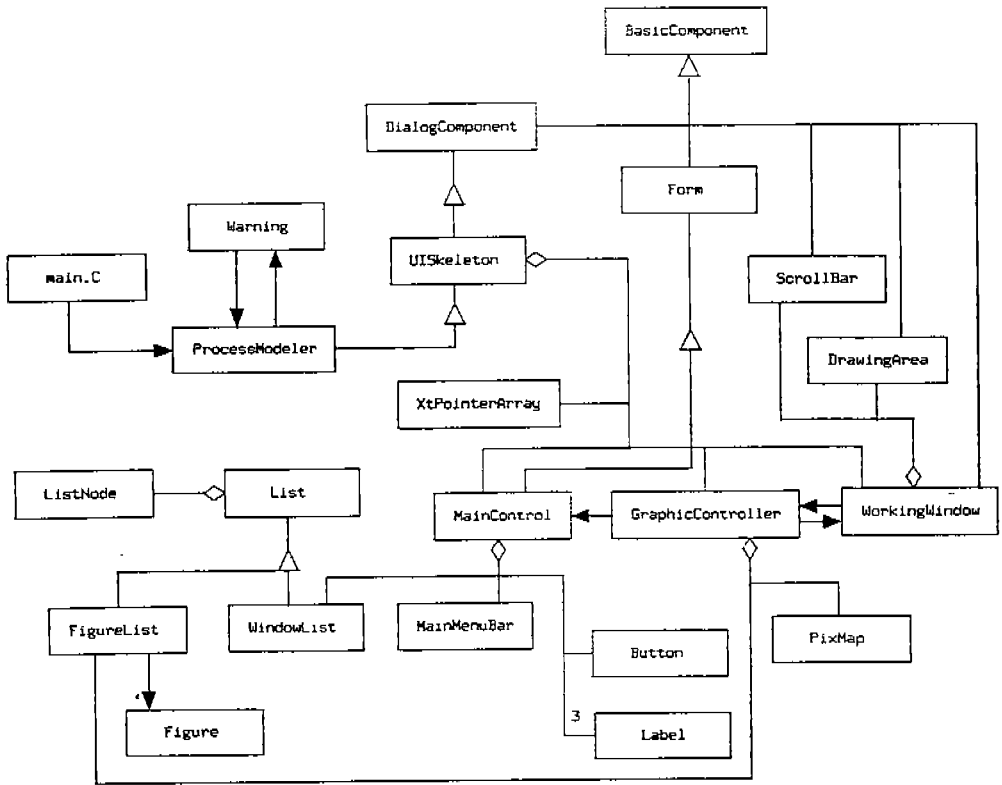 BasicComponent
DialogComponent
Form
Warning
UISkeleton
main.C
ScrollBar
ProcessModeler
DrawingArea
XtPointerArray
ListNode
List
MainControl
GraphicController
WorkingWindow
FigureList
WindowList
MainMenuBar
Button
PixMap
3
Figure
Label